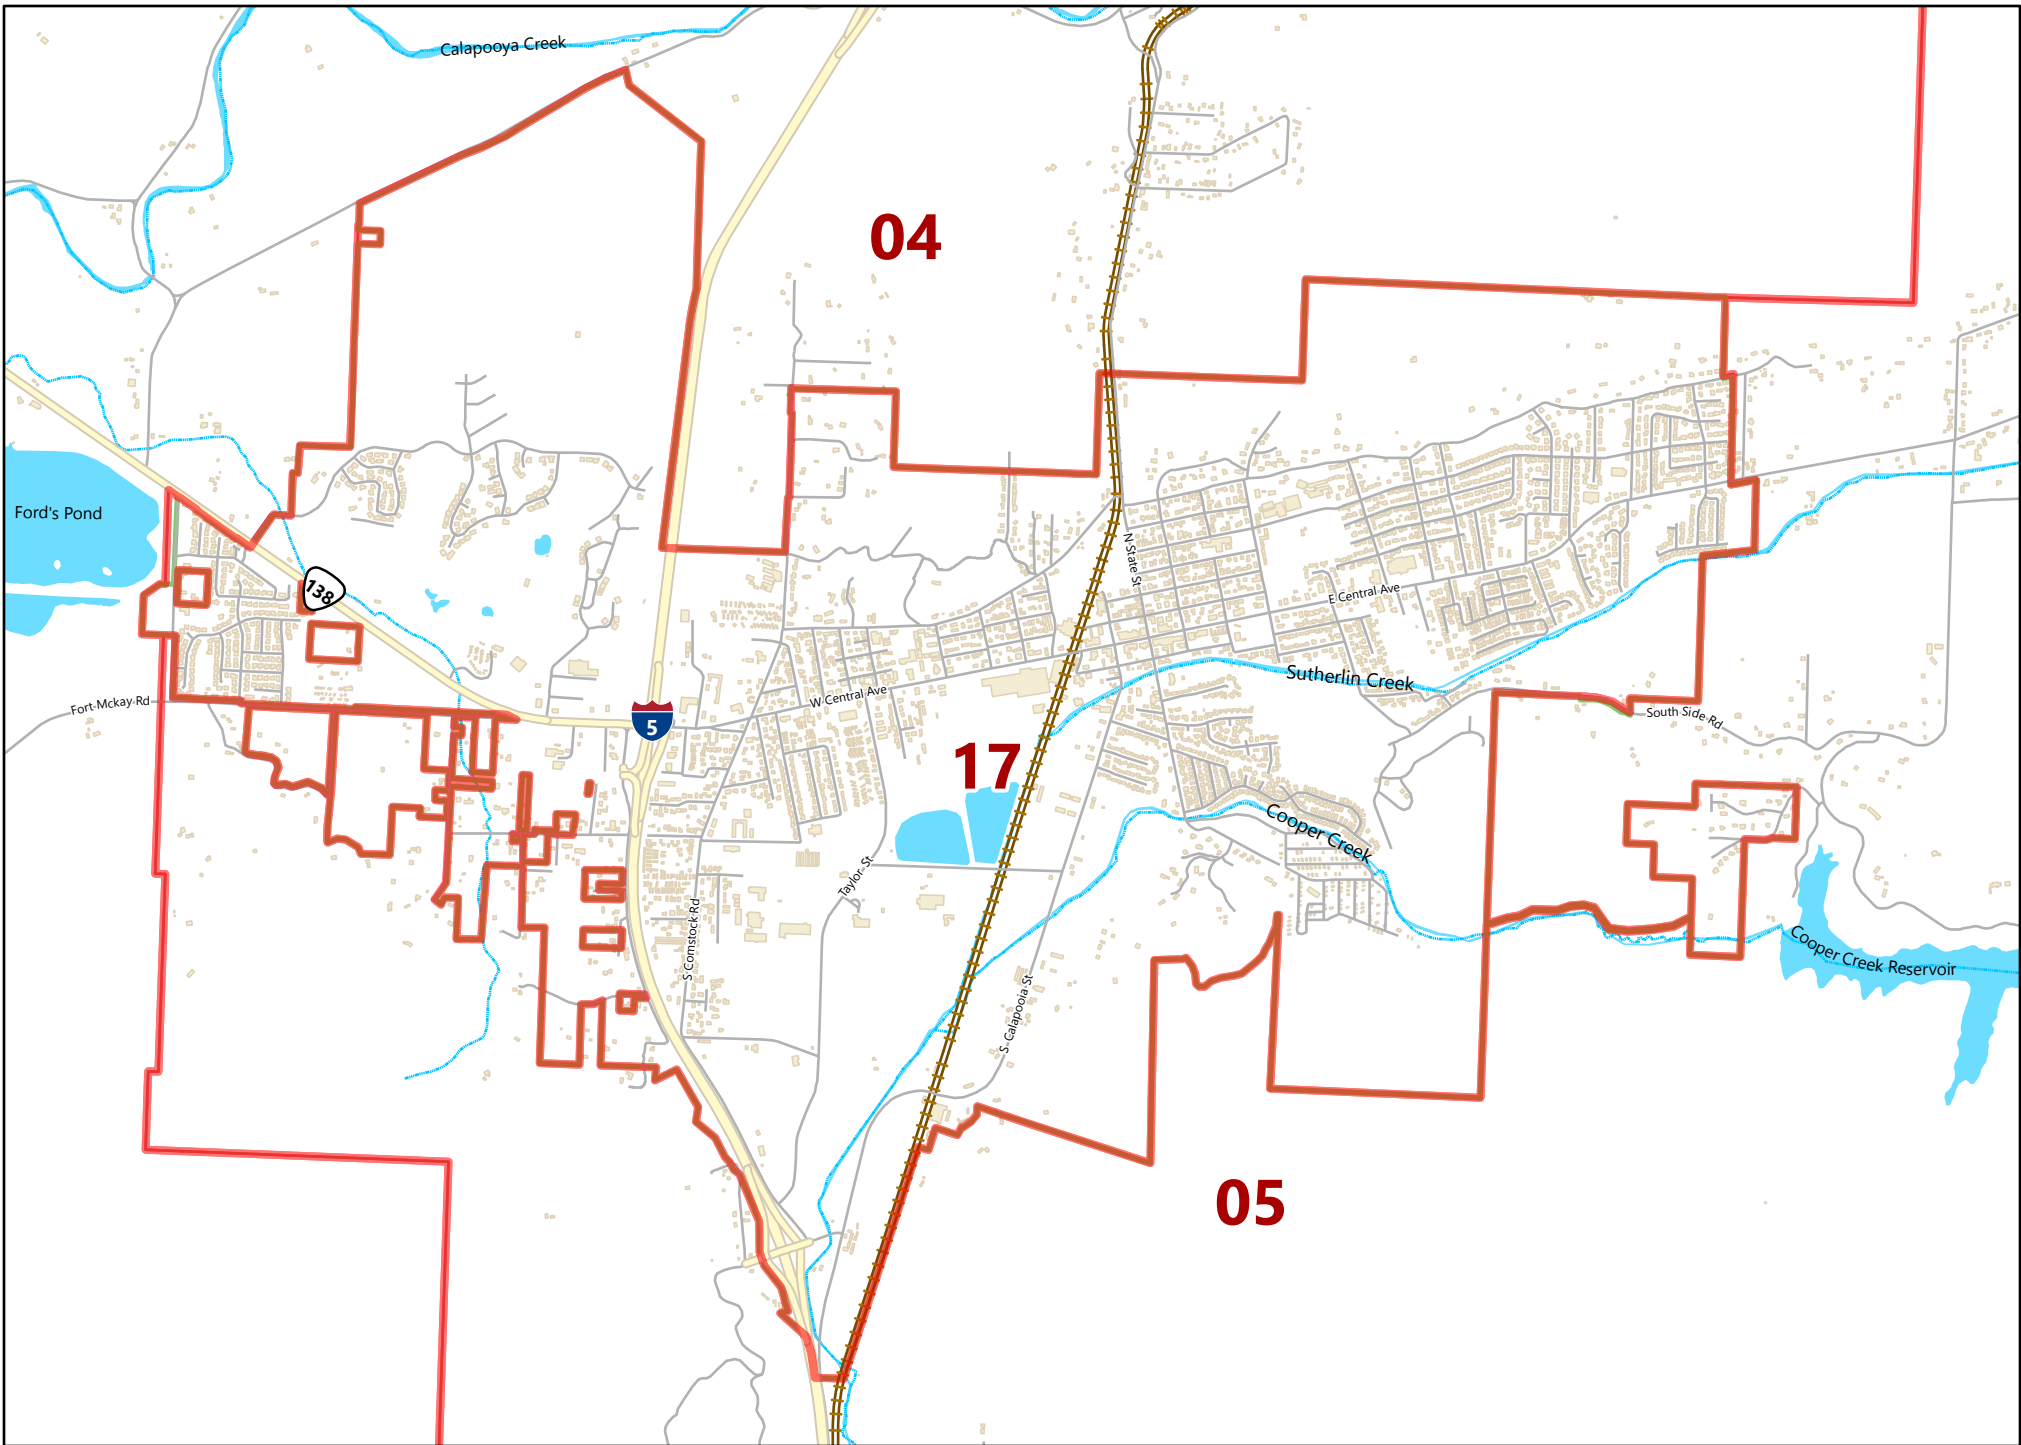 Calapooya Creek
04
Ford's Pond
N State St
138
E Central Ave
Sutherlin Creek
Fort Mckay Rd
W Central Ave
5
South Side Rd
17
Cooper Creek
Taylor St
S Comstock Rd
Cooper Creek Reservoir
S Calapooia St
05